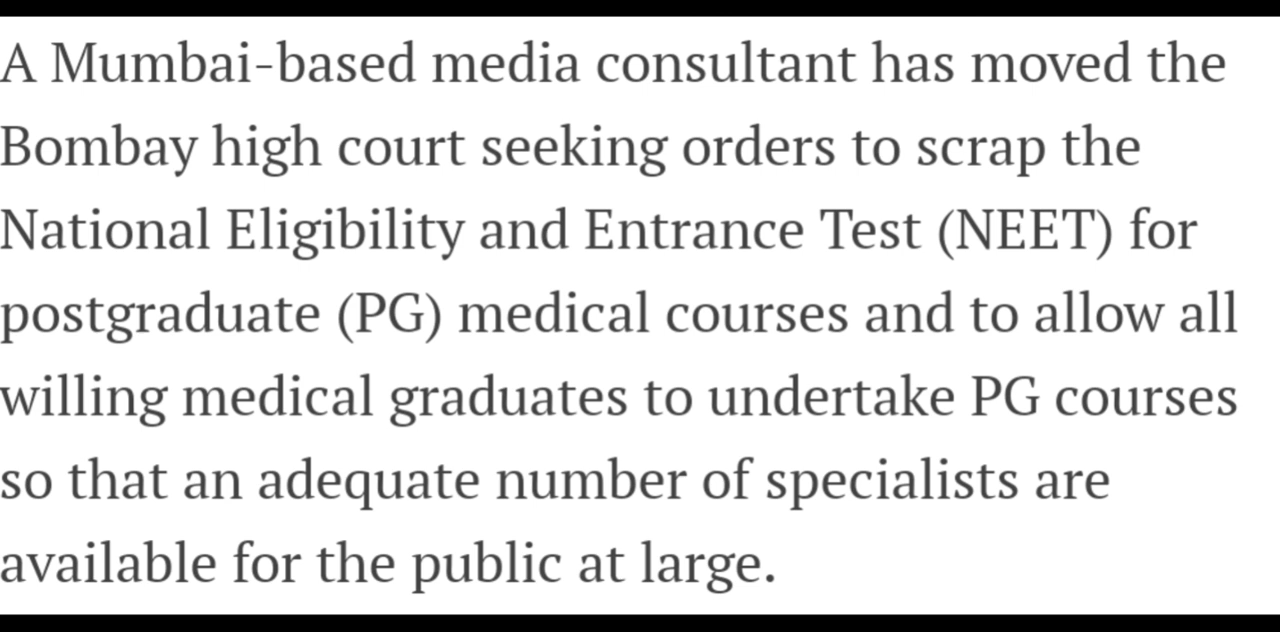 A Mumbai-based media consultant has moved the
Bombay high court seeking orders to scrap the
National Eligibility and Entrance Test (NEET) for
postgraduate (PG) medical courses and to allow all
willing medical graduates to undertake PG courses
so that an adequate number of specialists are
available for the public at large.